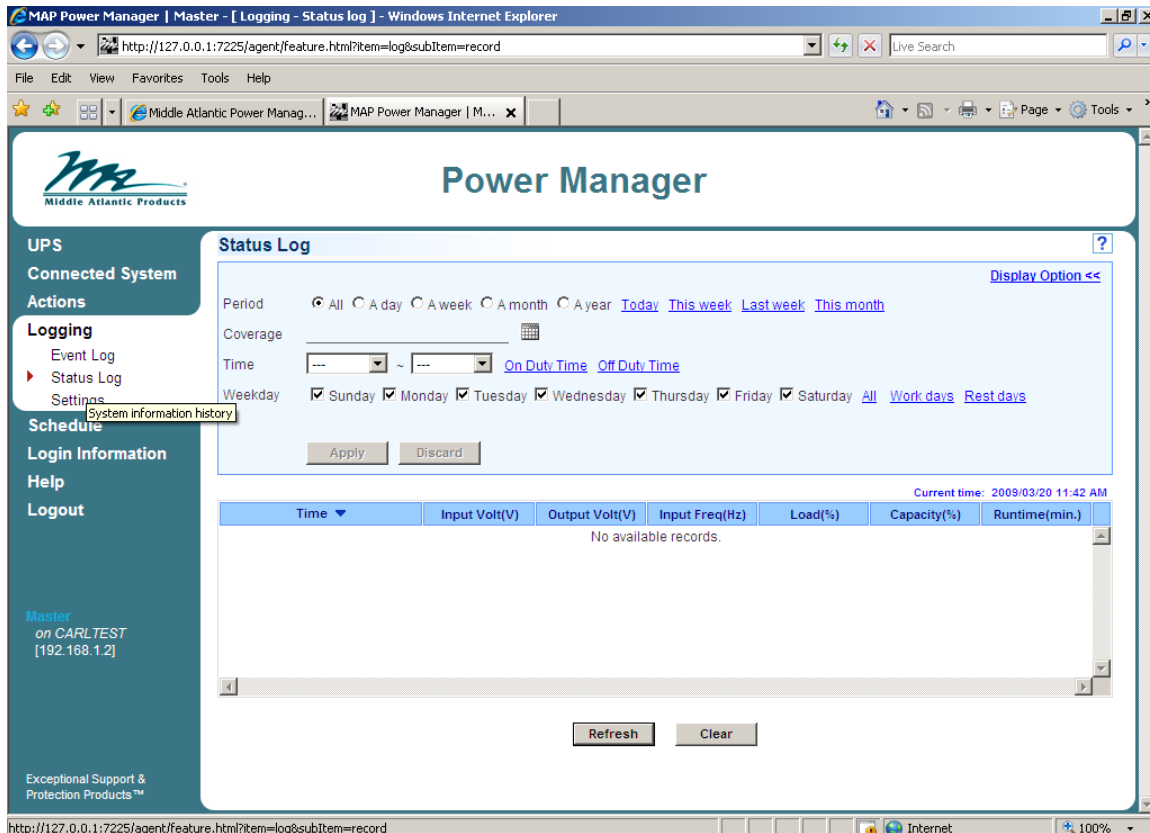 MAP Power Manager | Master - [ Logging - Status log ] - Windows Internet Explorer
http://127.0.0.1:7225/agent/feature.html?item=log&subItem=record
Live Search
File Edit View Favorites Tools Help
Middle Atlantic Power Manag...
MAP Power Manager | M...
Page
Tools
Middle Atlantic Products
Power Manager
UPS
Connected System
Actions
Logging
Event Log
Status Log
Settings
System information history
Schedule
Login Information
Help
Logout
Master
on CARLTEST
[192.168.1.2]
Exceptional Support &
Protection Products™
Status Log ?
Display Option <<
Period All A day A week A month A year Today This week Last week This month
Coverage
Time --- ~ --- On Duty Time Off Duty Time
Weekday Sunday Monday Tuesday Wednesday Thursday Friday Saturday All Work days Rest days
Apply Discard
Current time: 2009/03/20 11:42 AM
Time Input Volt(V) Output Volt(V) Input Freq(Hz) Load(%) Capacity(%) Runtime(min.)
No available records.
Refresh Clear
http://127.0.0.1:7225/agent/feature.html?item=log&subItem=record
Internet
100%